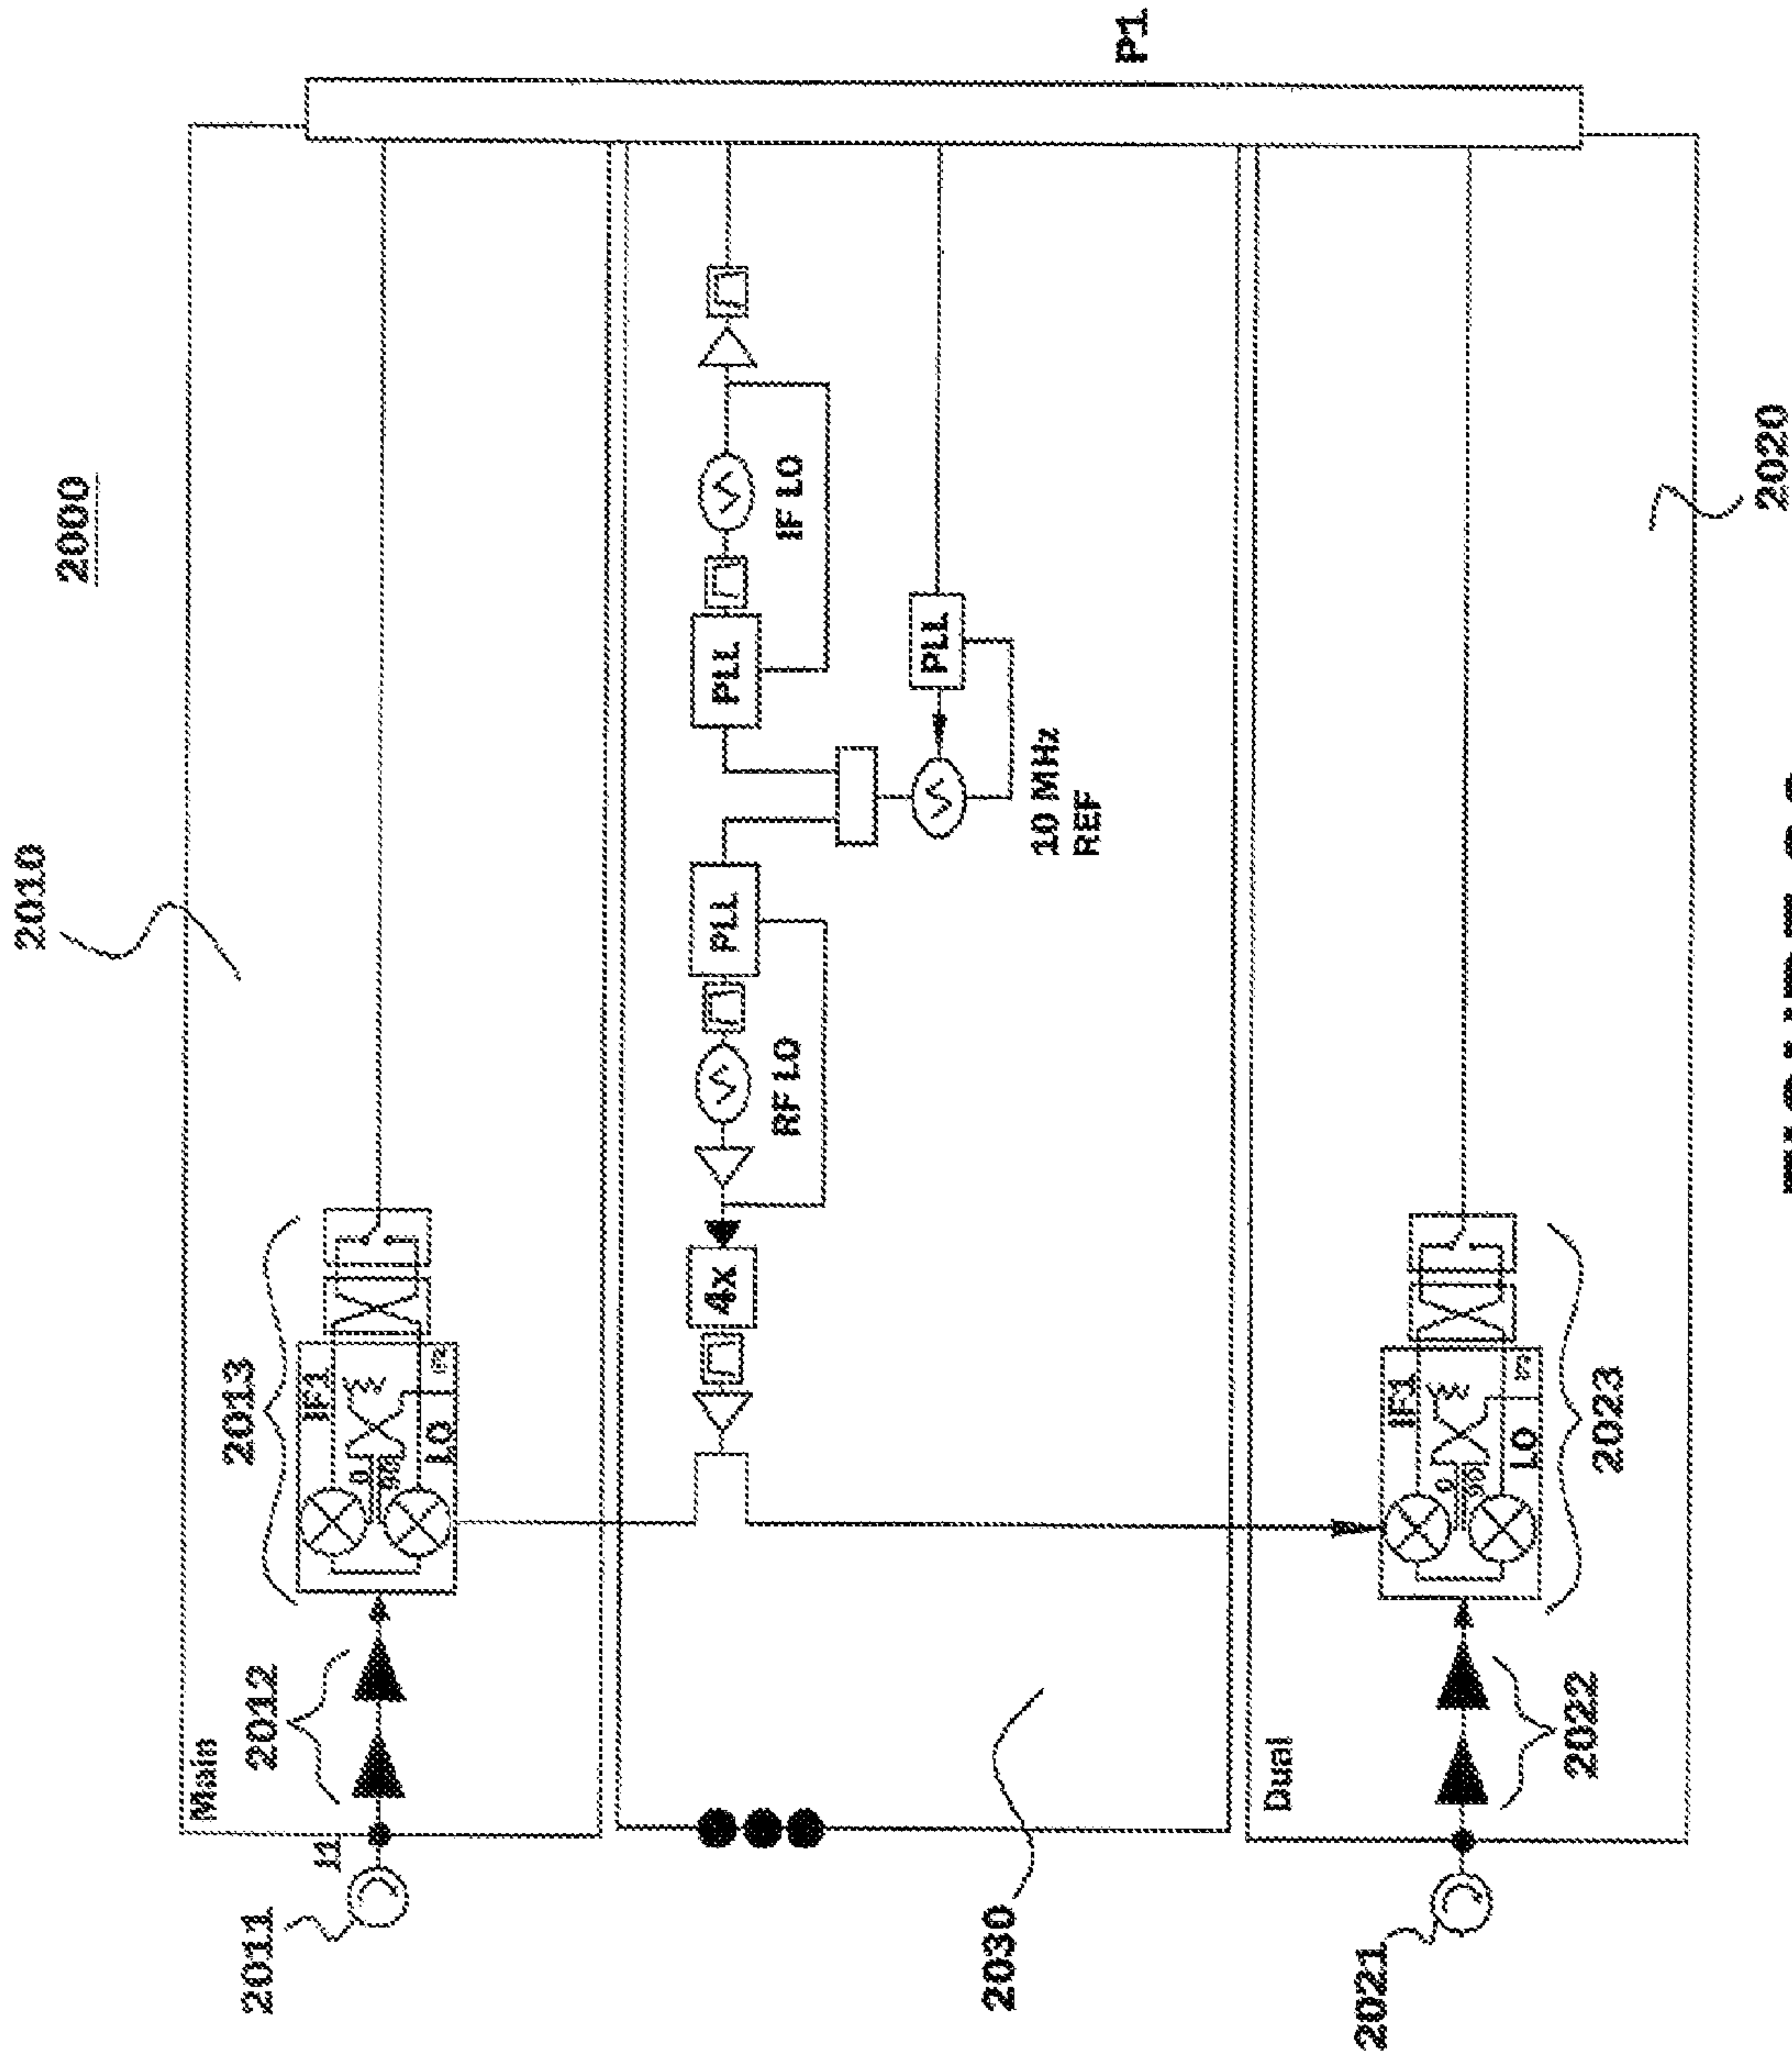 2010
2000
Main
2011
2012
2013
J1
IF1
0
90
LO
IF2
4X
PLL
PLL
RF LO
IF LO
PLL
10 MHz
REF
2030
P1
Dual
2021
2022
2023
IF1
0
90
LO
2020